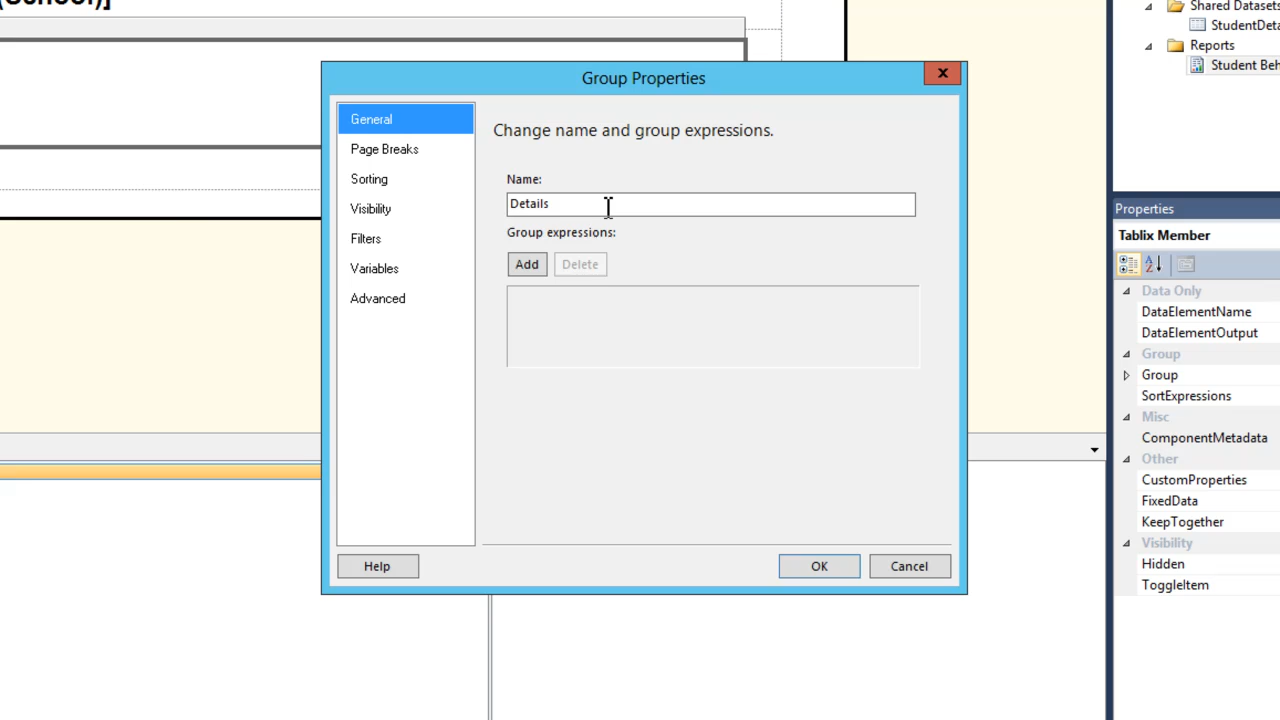 Shared Datasets
StudentDeta
Reports
Student Beh
Group Properties
General
Page Breaks
Sorting
Visibility
Filters
Variables
Advanced
Change name and group expressions.
Name:
Details
Group expressions:
Add
Delete
Help
OK
Cancel
Properties
Tablix Member
Data Only
DataElementName
DataElementOutput
Group
Group
SortExpressions
Misc
ComponentMetadata
Other
CustomProperties
FixedData
KeepTogether
Visibility
Hidden
ToggleItem